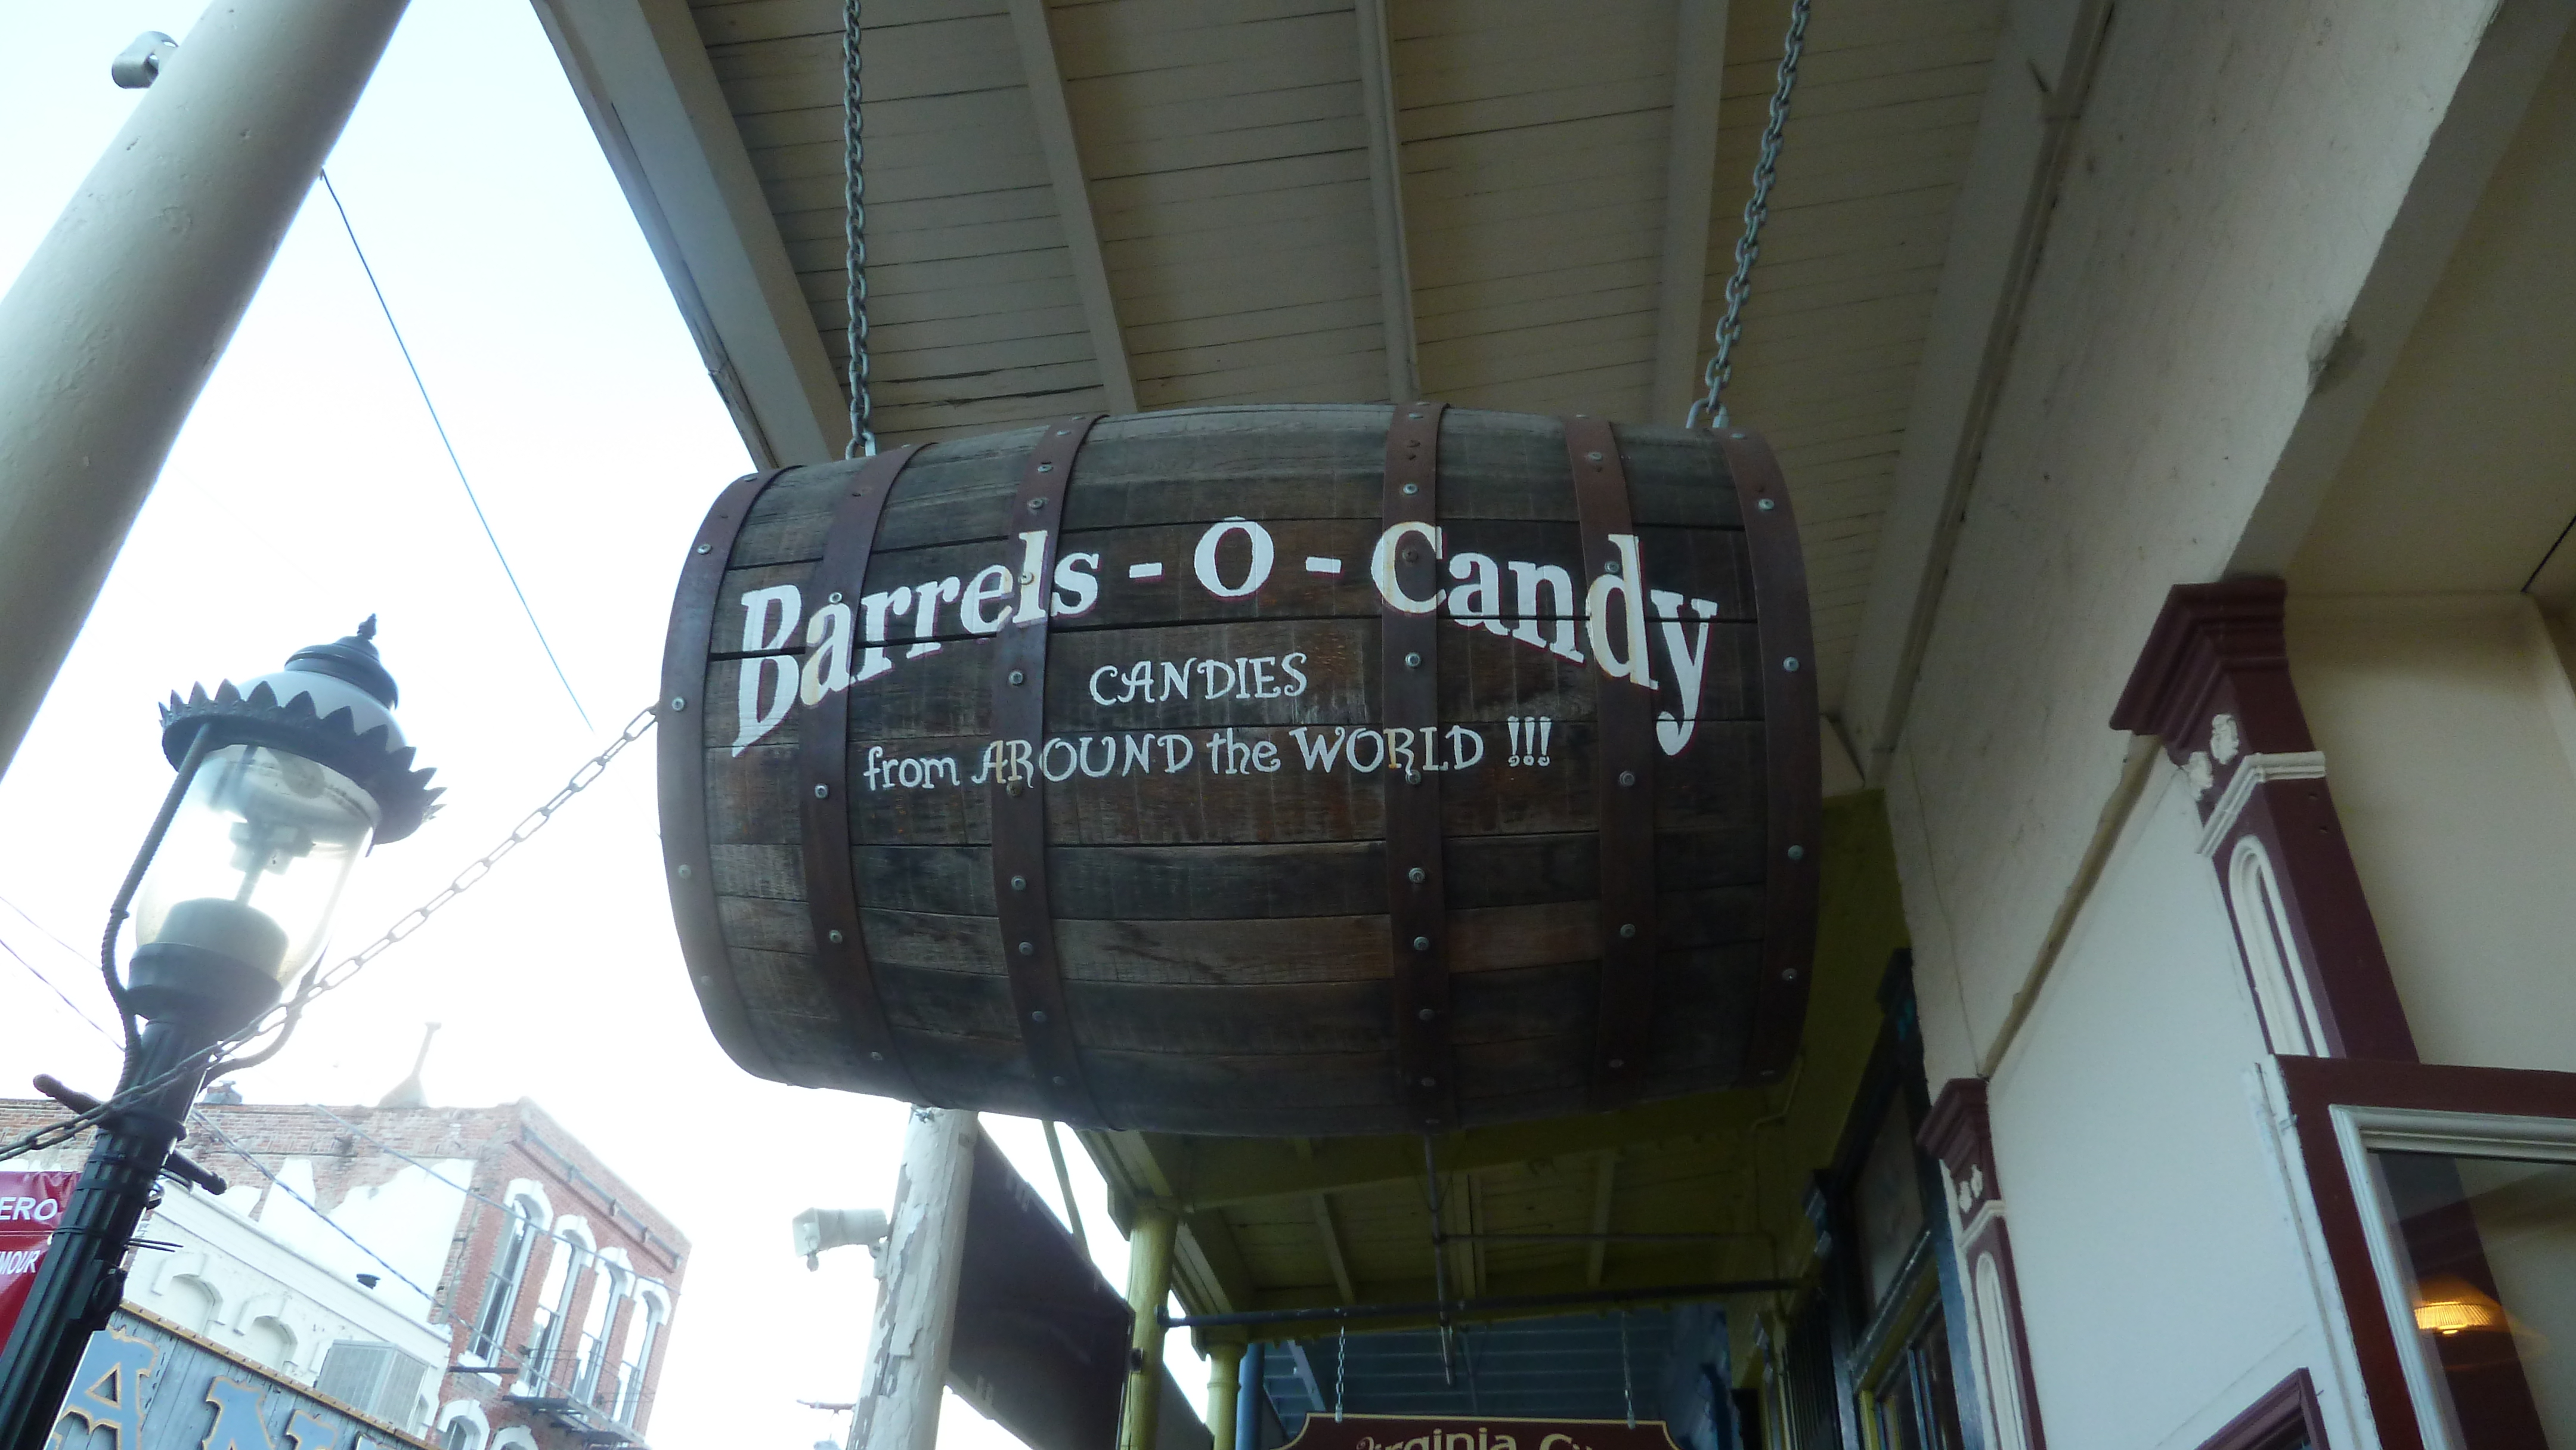 Barrels - O - Candy
CANDIES
from AROUND the WORLD !!!